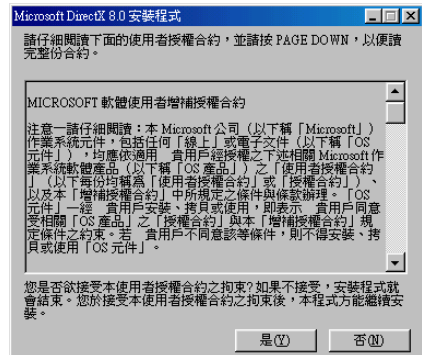 Microsoft DirectX 8.0 安裝程式
請仔細閱讀下面的使用者授權合約，並請按 PAGE DOWN，以便讀
完整份合約。
MICROSOFT 軟體使用者增補授權合約
注意—請仔細閱讀：本 Microsoft 公司（以下稱「Microsoft」）
作業系統元件，包括任何「線上」或電子文件（以下稱「OS
元件」），均應依適用　貴用戶經授權之下述相關 Microsoft 作
業系統軟體產品（以下稱「OS 產品」）之「使用者授權合約
」（以下每份均稱為「使用者授權合約」或「授權合約」）、
以及本「增補授權合約」中所規定之條件與條款辦理。「OS
元件」一經　貴用戶安裝、拷貝或使用，即表示　貴用戶同意
受相關「OS 產品」之「授權合約」與本「增補授權合約」規
定條件之約束。若　貴用戶不同意該等條件，則不得安裝、拷
貝或使用「OS 元件」。
您是否欲接受本使用者授權合約之拘束?如果不接受，安裝程式就
會結束。您於接受本使用者授權合約之拘束後，本程式方能繼續安
裝。
是(Y)
否(N)